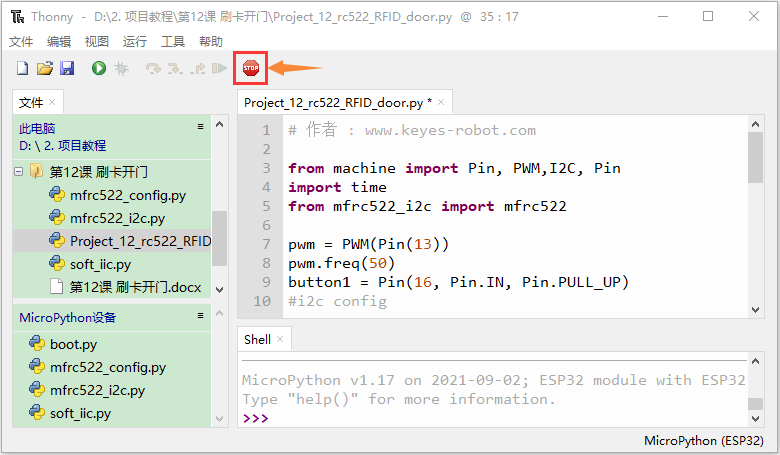 Thonny - D:\2. 项目教程\第12课 刷卡开门\Project_12_rc522_RFID_door.py @ 35 : 17
文件 编辑 视图 运行 工具 帮助
STOP
文件
此电脑
D: \ 2. 项目教程
第12课 刷卡开门
mfrc522_config.py
mfrc522_i2c.py
Project_12_rc522_RFID
soft_iic.py
第12课 刷卡开门.docx
MicroPython设备
boot.py
mfrc522_config.py
mfrc522_i2c.py
soft_iic.py
Project_12_rc522_RFID_door.py *
1 # 作者 : www.keyes-robot.com
2
3 from machine import Pin, PWM,I2C, Pin
4 import time
5 from mfrc522_i2c import mfrc522
6
7 pwm = PWM(Pin(13))
8 pwm.freq(50)
9 button1 = Pin(16, Pin.IN, Pin.PULL_UP)
10 #i2c config
Shell
MicroPython v1.17 on 2021-09-02; ESP32 module with ESP32
Type "help()" for more information.
>>>
MicroPython (ESP32)